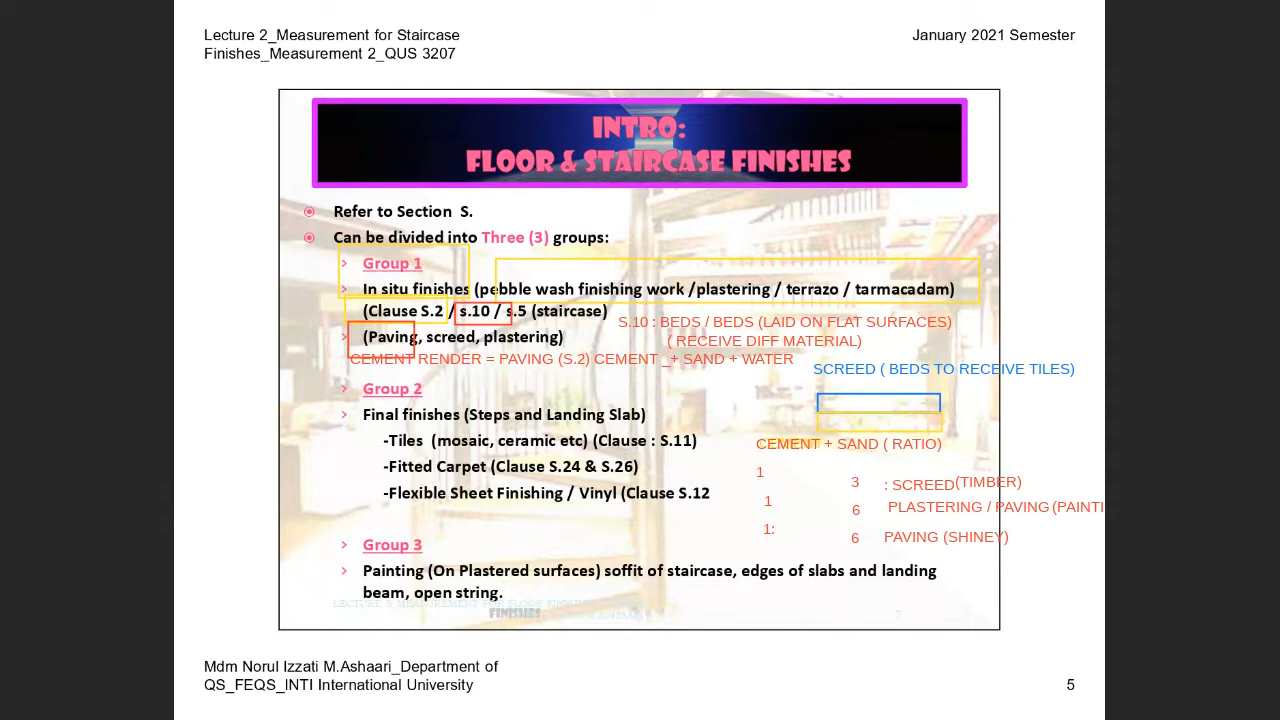 Lecture 2_Measurement for Staircase
Finishes_Measurement 2_QUS 3207
January 2021 Semester
INTRO:
FLOOR & STAIRCASE FINISHES
Refer to Section S.
Can be divided into Three (3) groups:
Group 1
In situ finishes (pebble wash finishing work /plastering / terrazo / tarmacadam)
(Clause S.2 / s.10 / s.5 (staircase)
S.10 : BEDS / BEDS (LAID ON FLAT SURFACES)
(Paving, screed, plastering)
( RECEIVE DIFF MATERIAL)
CEMENT RENDER = PAVING (S.2) CEMENT _+ SAND + WATER
SCREED ( BEDS TO RECEIVE TILES)
Group 2
Final finishes (Steps and Landing Slab)
-Tiles (mosaic, ceramic etc) (Clause : S.11)
CEMENT + SAND ( RATIO)
-Fitted Carpet (Clause S.24 & S.26)
1 3 : SCREED(TIMBER)
-Flexible Sheet Finishing / Vinyl (Clause S.12
1 6 PLASTERING / PAVING (PAINTI
1: 6 PAVING (SHINEY)
Group 3
Painting (On Plastered surfaces) soffit of staircase, edges of slabs and landing
beam, open string.
FINISHES
Mdm Norul Izzati M.Ashaari_Department of
QS_FEQS_INTI International University
5